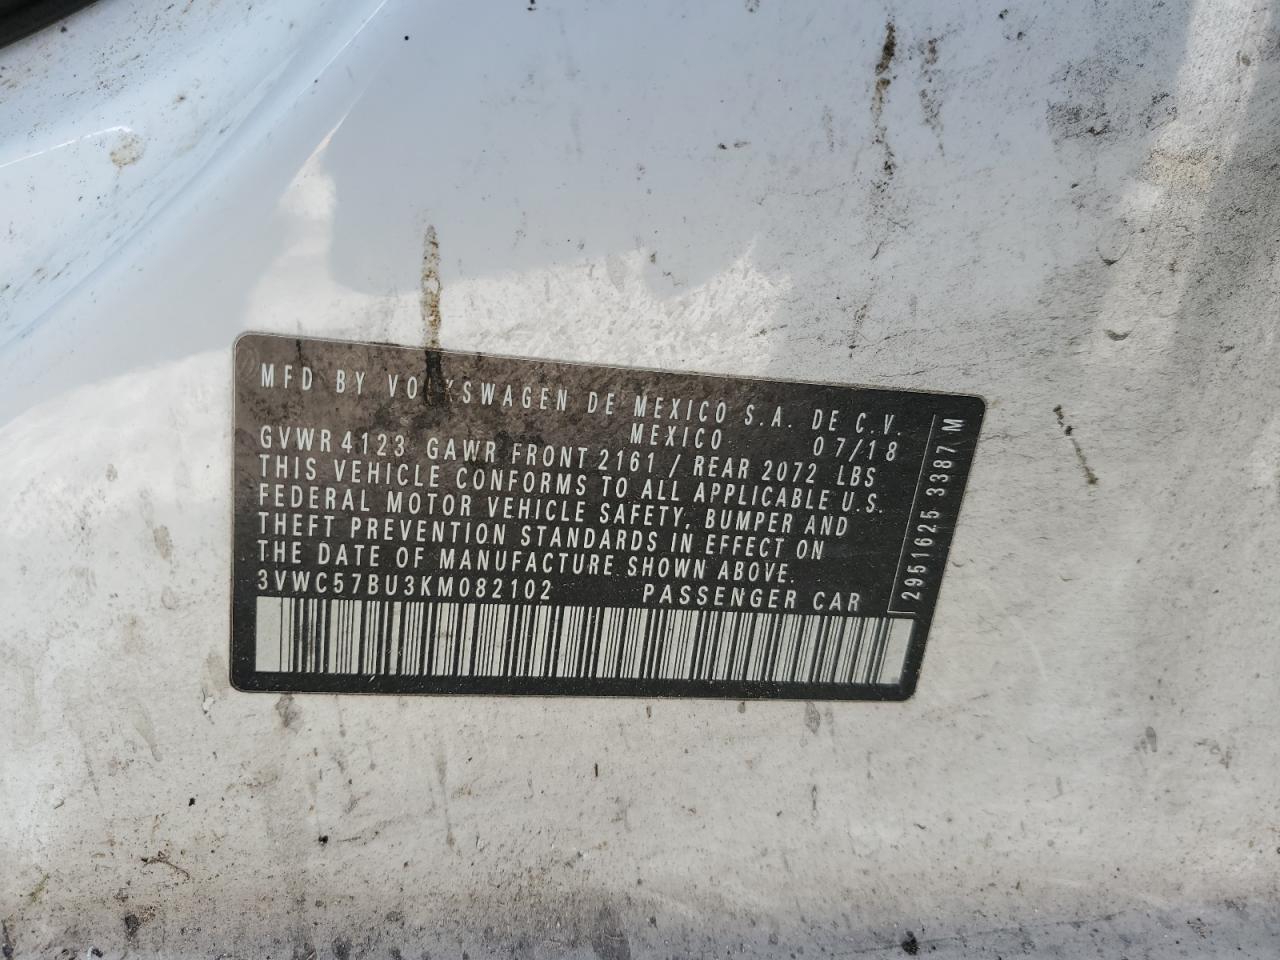 MFD BY VOLKSWAGEN DE MEXICO S.A. DE C.V.
MEXICO 07/18
GVWR 4123 GAWR FRONT 2161 / REAR 2072 LBS
THIS VEHICLE CONFORMS TO ALL APPLICABLE U.S.
FEDERAL MOTOR VEHICLE SAFETY, BUMPER AND
THEFT PREVENTION STANDARDS IN EFFECT ON
THE DATE OF MANUFACTURE SHOWN ABOVE.
3VWC57BU3KM082102 PASSENGER CAR
2951625 3387 M